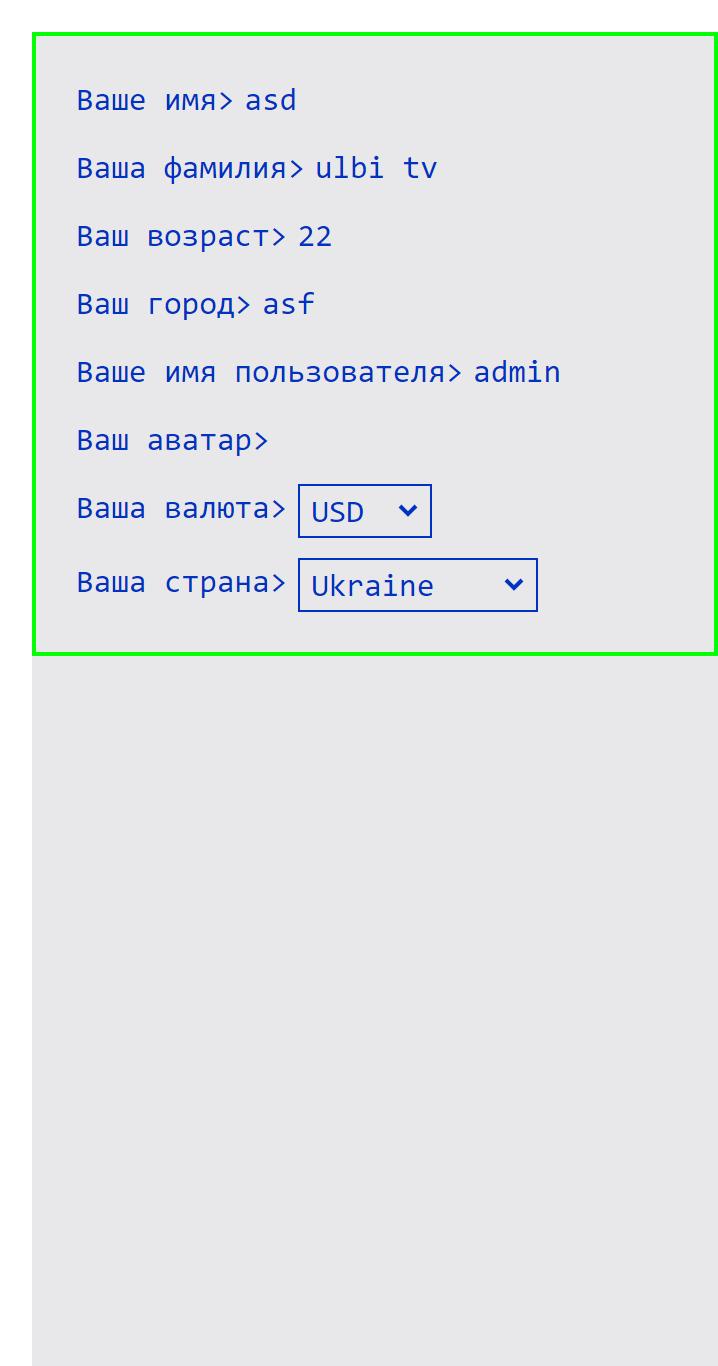 Ваше имя> asd
Ваша фамилия> ulbi tv
Ваш возраст> 22
Ваш город> asf
Ваше имя пользователя> admin
Ваш аватар>
Ваша валюта> USD
Ваша страна> Ukraine